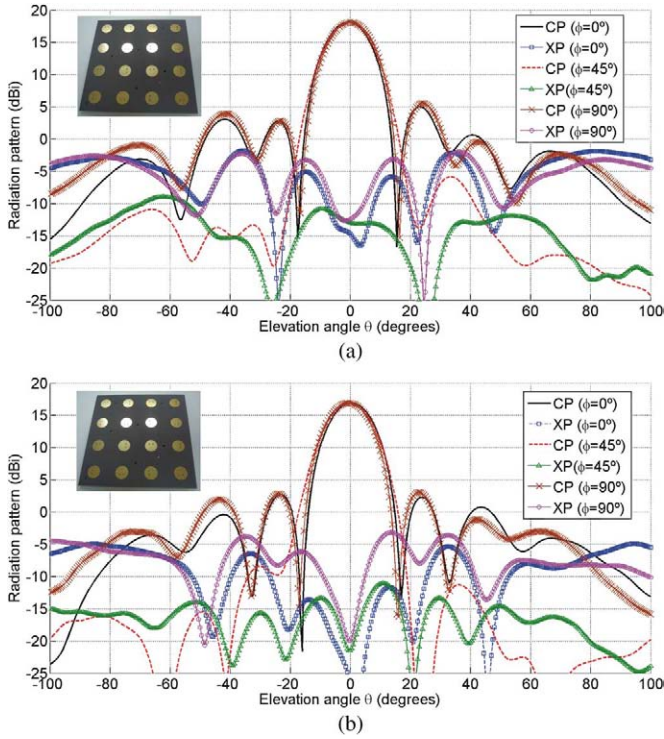 20
15
10
5
0
-5
-10
-15
-20
-25
Radiation pattern (dBi)
CP (ϕ=0º)
XP (ϕ=0º)
CP (ϕ=45º)
XP(ϕ=45º)
CP (ϕ=90º)
XP (ϕ=90º)
-100 -80 -60 -40 -20 0 20 40 60 80 100
Elevation angle θ (degrees)
(a)
20
15
10
5
0
-5
-10
-15
-20
-25
Radiation pattern (dBi)
CP (ϕ=0º)
XP (ϕ=0º)
CP (ϕ=45º)
XP(ϕ=45º)
CP (ϕ=90º)
XP (ϕ=90º)
-100 -80 -60 -40 -20 0 20 40 60 80 100
Elevation angle θ (degrees)
(b)